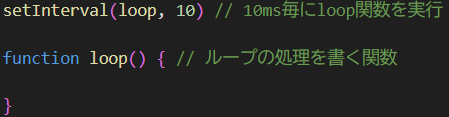 setInterval(loop, 10) // 10ms毎にloop関数を実行
function loop() { // ループの処理を書く関数
}